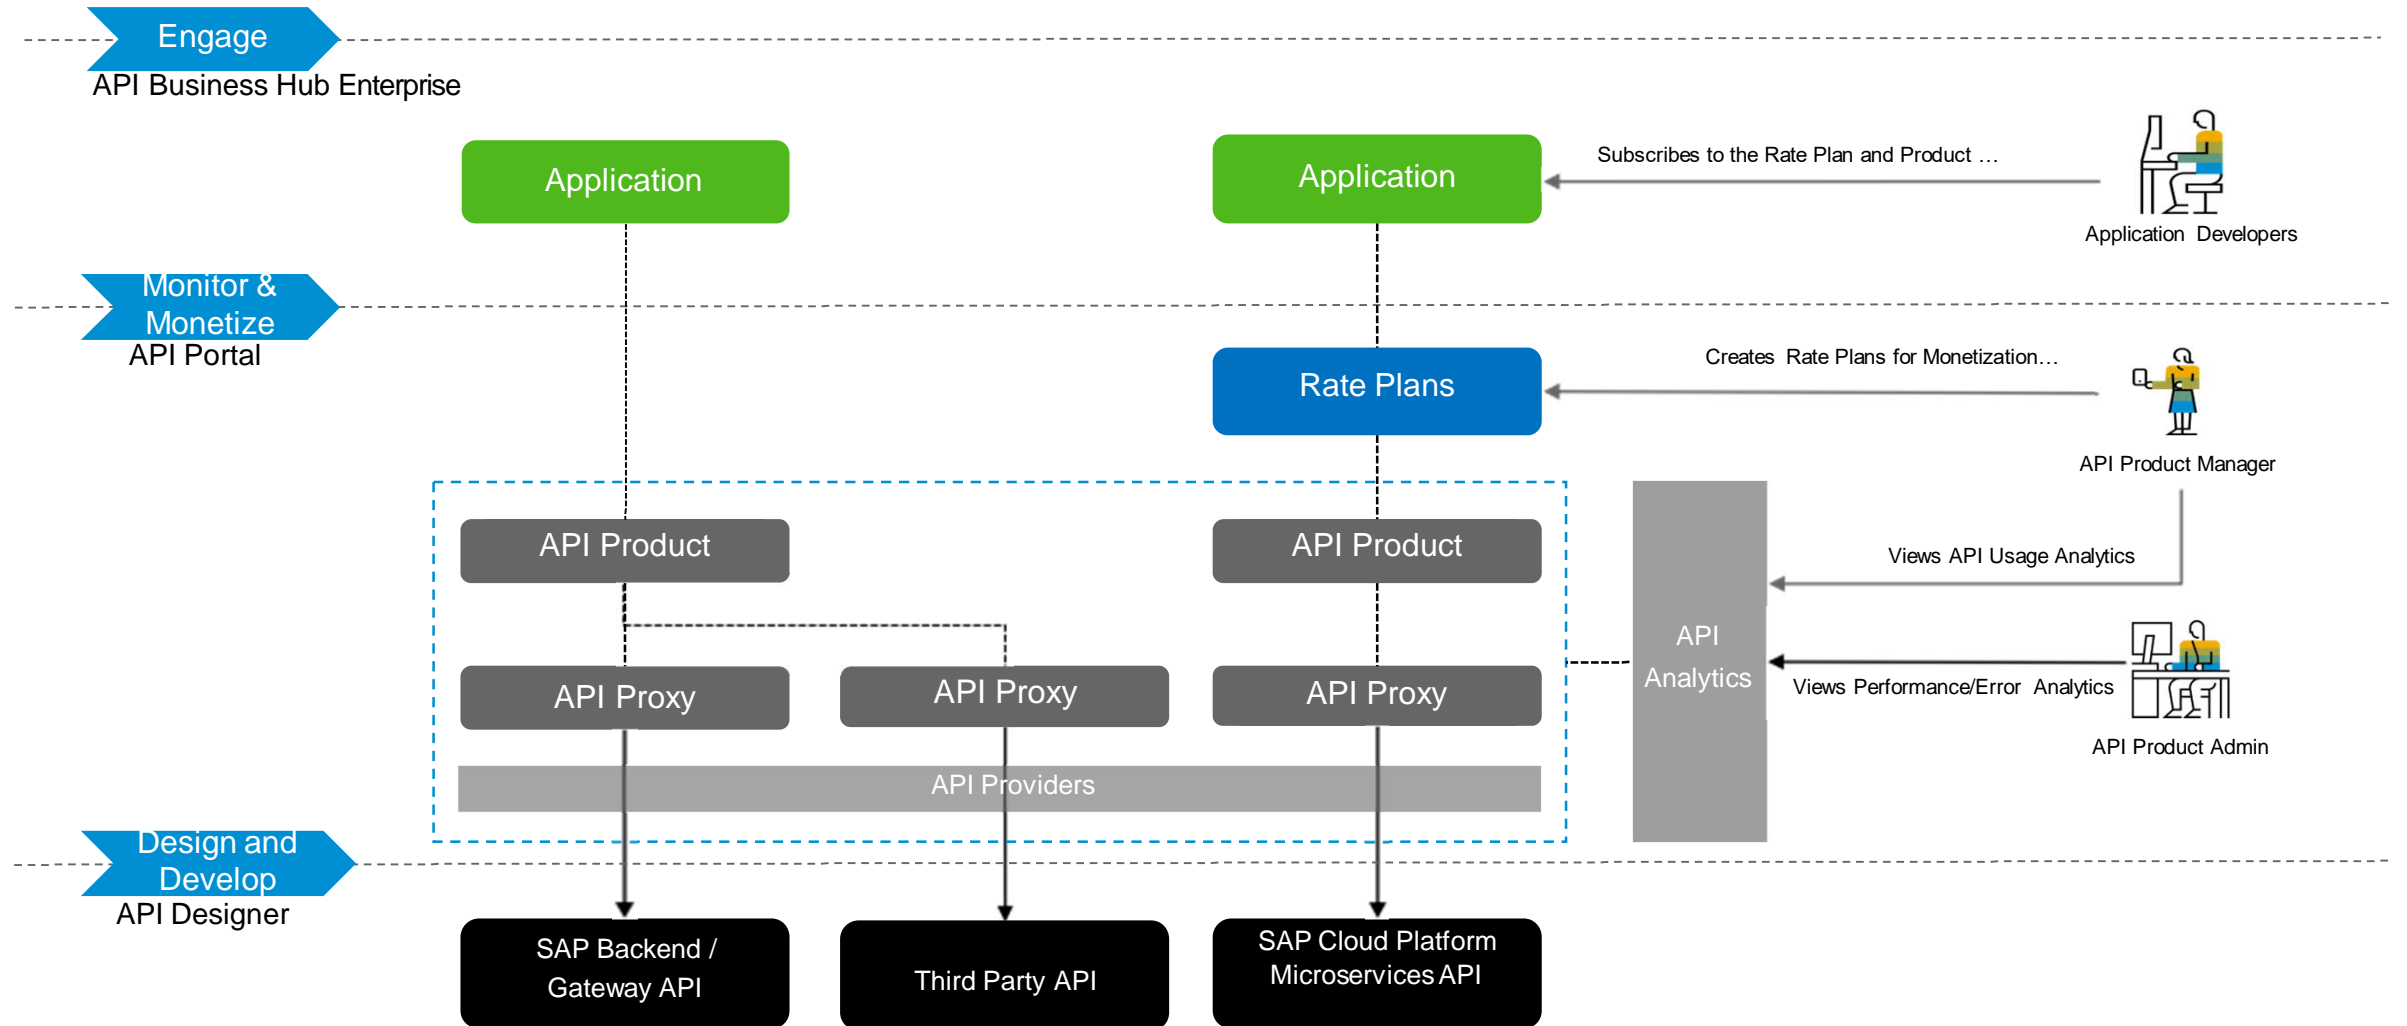 Engage
API Business Hub Enterprise
Application
Application
Subscribes to the Rate Plan and Product …
Application Developers
Monitor &
Monetize
API Portal
Rate Plans
Creates Rate Plans for Monetization…
API Product Manager
API Product
API Product
Views API Usage Analytics
API
Analytics
API Proxy
API Proxy
API Proxy
Views Performance/Error Analytics
API Product Admin
API Providers
Design and
Develop
API Designer
SAP Backend /
Gateway API
Third Party API
SAP Cloud Platform
Microservices API